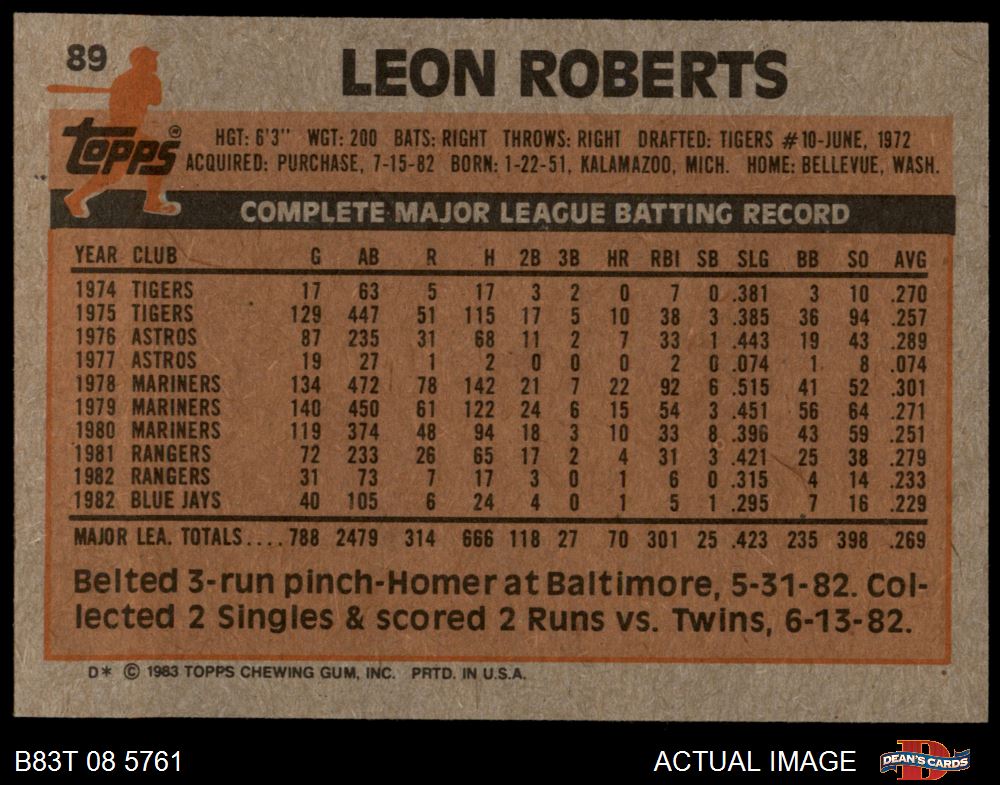 89
LEON ROBERTS
Topps
HGT: 6'3" WGT: 200 BATS: RIGHT THROWS: RIGHT DRAFTED: TIGERS #10-JUNE, 1972
ACQUIRED: PURCHASE, 7-15-82 BORN: 1-22-51, KALAMAZOO, MICH. HOME: BELLEVUE, WASH.
COMPLETE MAJOR LEAGUE BATTING RECORD
YEAR CLUB G AB R H 2B 3B HR RBI SB SLG BB SO AVG
1974 TIGERS 17 63 5 17 3 2 0 7 0 .381 3 10 .270
1975 TIGERS 129 447 51 115 17 5 10 38 3 .385 36 94 .257
1976 ASTROS 87 235 31 68 11 2 7 33 1 .443 19 43 .289
1977 ASTROS 19 27 1 2 0 0 0 2 0 .074 1 8 .074
1978 MARINERS 134 472 78 142 21 7 22 92 6 .515 41 52 .301
1979 MARINERS 140 450 61 122 24 6 15 54 3 .451 56 64 .271
1980 MARINERS 119 374 48 94 18 3 10 33 8 .396 43 59 .251
1981 RANGERS 72 233 26 65 17 2 4 31 3 .421 25 38 .279
1982 RANGERS 31 73 7 17 3 0 1 6 0 .315 4 14 .233
1982 BLUE JAYS 40 105 6 24 4 0 1 5 1 .295 7 16 .229
MAJOR LEA. TOTALS.... 788 2479 314 666 118 27 70 301 25 .423 235 398 .269
Belted 3-run pinch-Homer at Baltimore, 5-31-82. Col-
lected 2 Singles & scored 2 Runs vs. Twins, 6-13-82.
D* © 1983 TOPPS CHEWING GUM, INC. PRTD. IN U.S.A.
B83T 08 5761 ACTUAL IMAGE DEAN'S CARDS